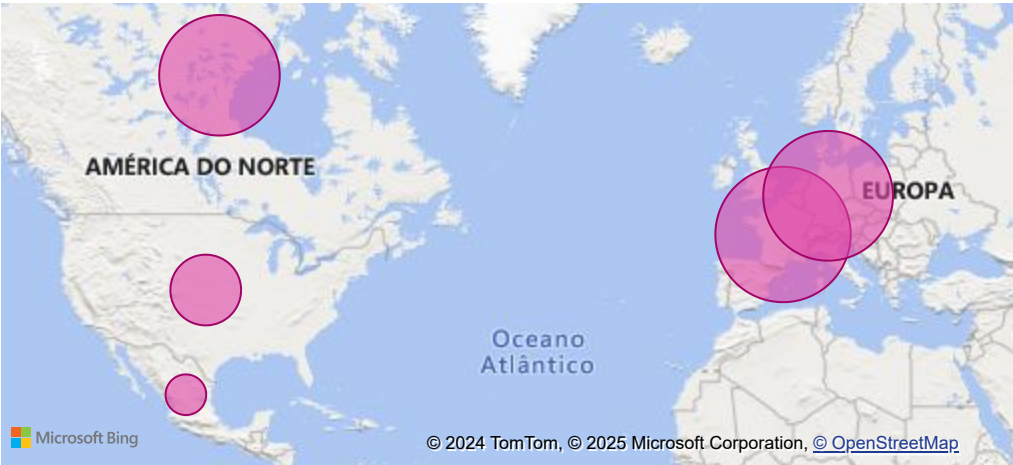 AMÉRICA DO NORTE
EUROPA
Oceano
Atlântico
Microsoft Bing
© 2024 TomTom, © 2025 Microsoft Corporation, © OpenStreetMap